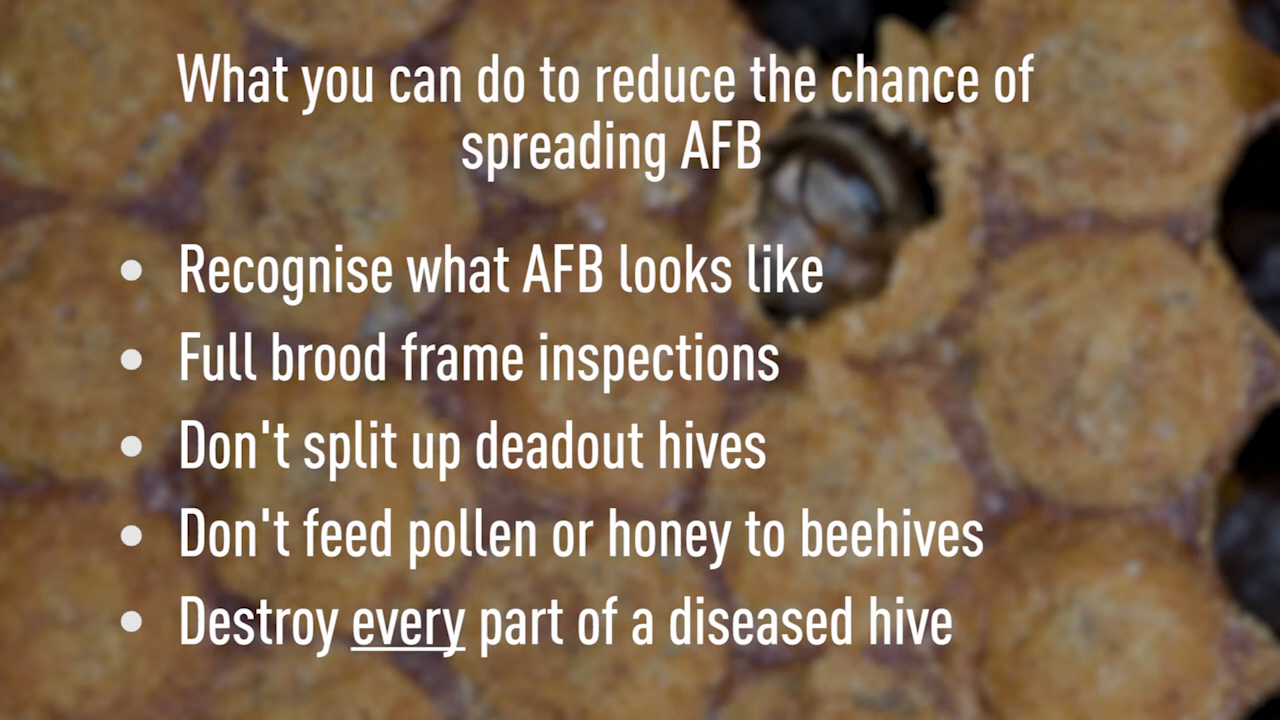 What you can do to reduce the chance of
spreading AFB
• Recognise what AFB looks like
• Full brood frame inspections
• Don't split up deadout hives
• Don't feed pollen or honey to beehives
• Destroy every part of a diseased hive